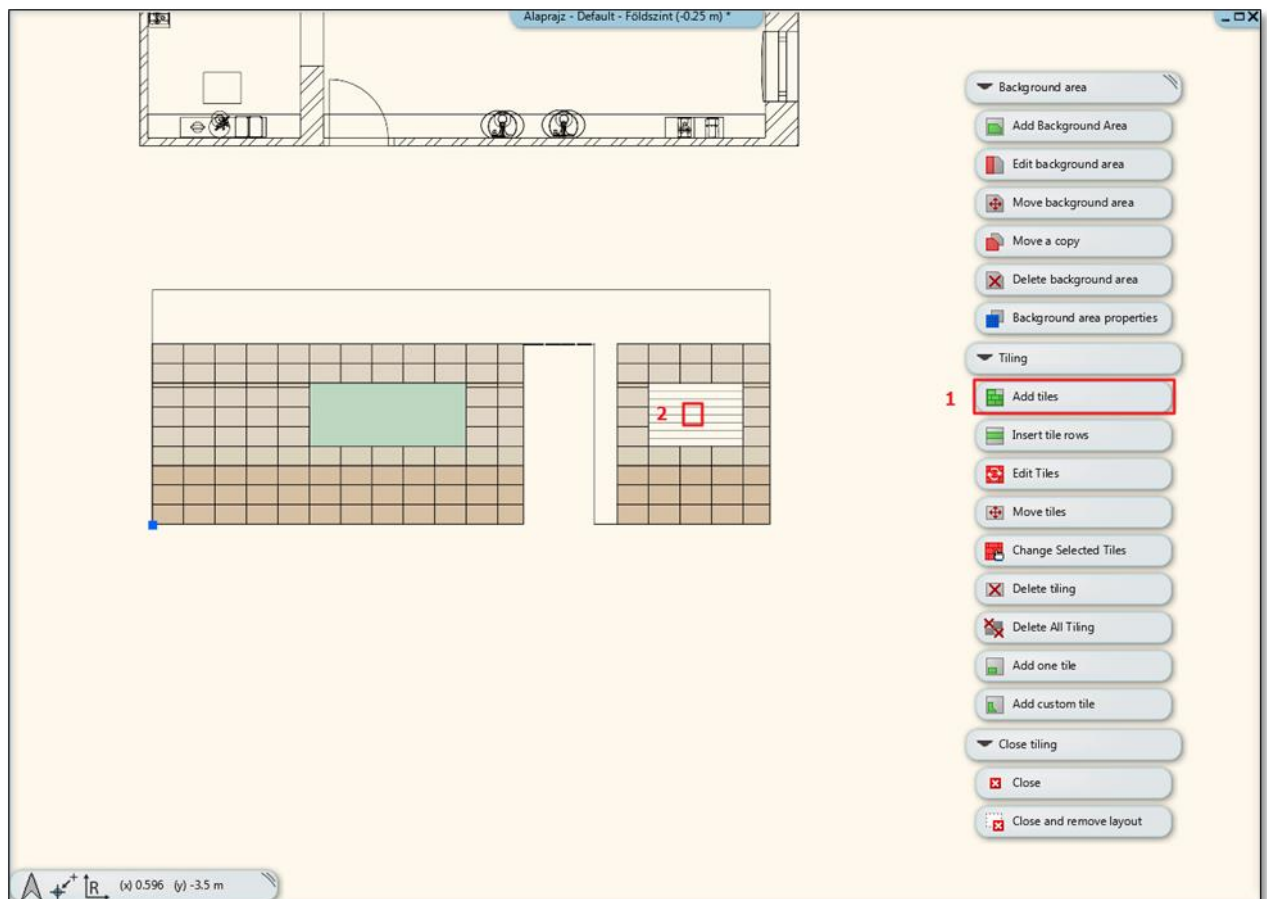 Alaprajz - Default - Földszint (-0.25 m) *
Background area
Add Background Area
Edit background area
Move background area
Move a copy
Delete background area
Background area properties
Tiling
1
Add tiles
2
Insert tile rows
Edit Tiles
Move tiles
Change Selected Tiles
Delete tiling
Delete All Tiling
Add one tile
Add custom tile
Close tiling
Close
Close and remove layout
R (x) 0.596 (y) -3.5 m